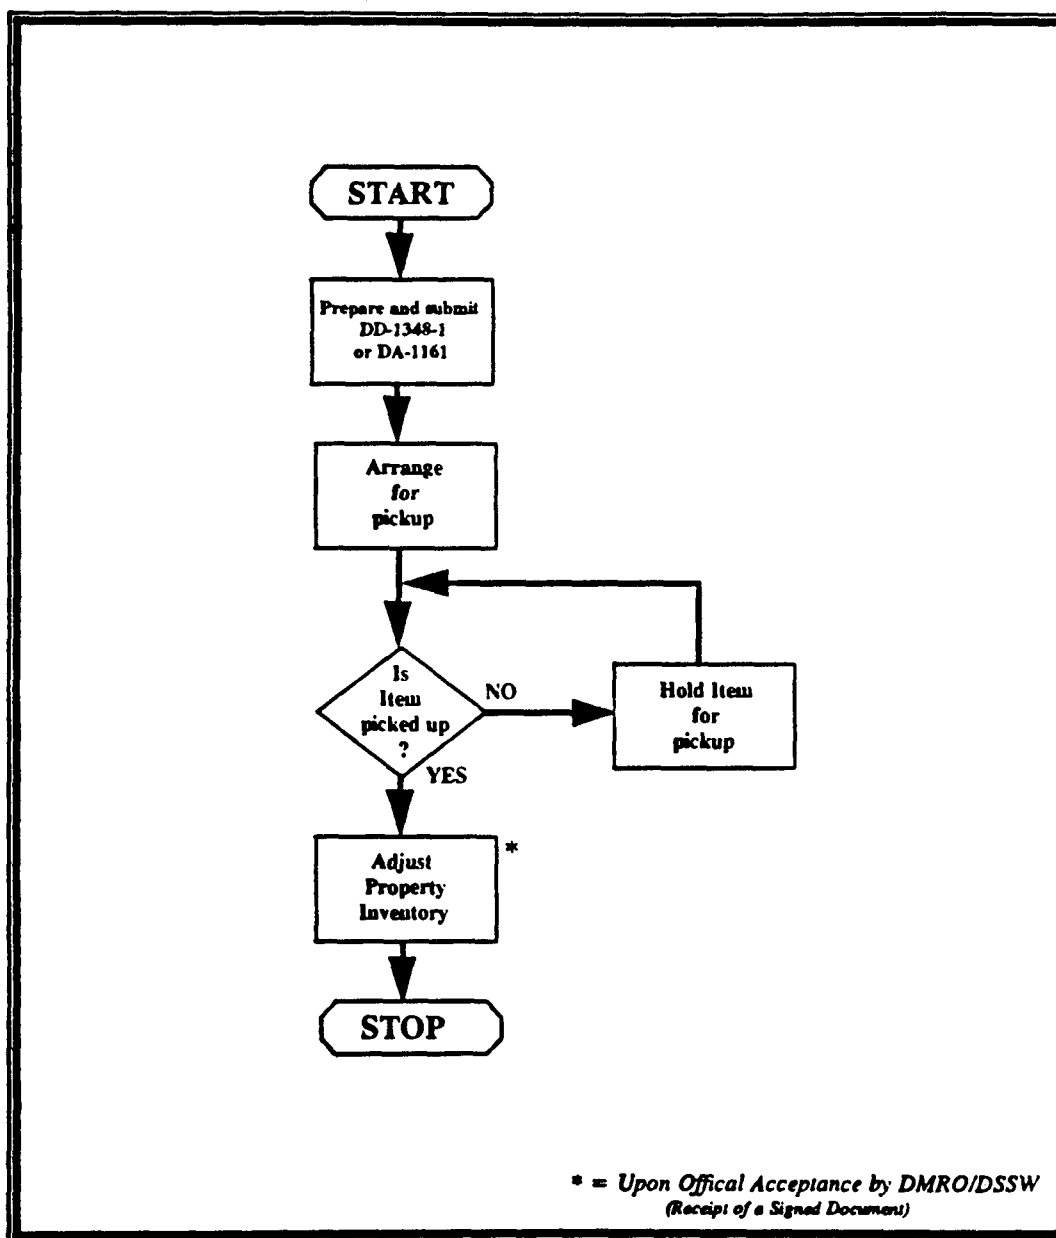 START
Prepare and submit
DD-1348-1
or DA-1161
Arrange
for
pickup
Is
Item
picked up
?
NO
Hold Item
for
pickup
YES
Adjust
Property
Inventory
*
STOP
* = Upon Offical Acceptance by DMRO/DSSW
(Receipt of a Signed Document)